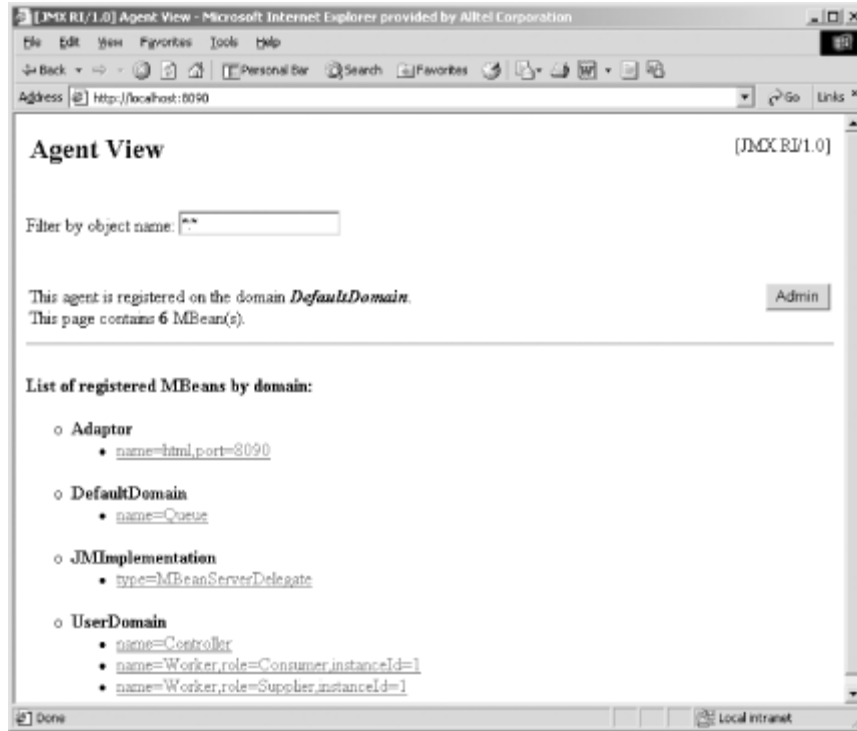 [JMX RI/1.0] Agent View - Microsoft Internet Explorer provided by Alltel Corporation
File Edit View Favorites Tools Help
Back Personal Bar Search Favorites
Address http://localhost:8090 Go Links »
Agent View [JMX RI/1.0]
Filter by object name: *:*
This agent is registered on the domain DefaultDomain. Admin
This page contains 6 MBean(s).
List of registered MBeans by domain:
Adaptor
name=html,port=8090
DefaultDomain
name=Queue
JMImplementation
type=MBeanServerDelegate
UserDomain
name=Controller
name=Worker,role=Consumer,instanceId=1
name=Worker,role=Supplier,instanceId=1
Done Local intranet